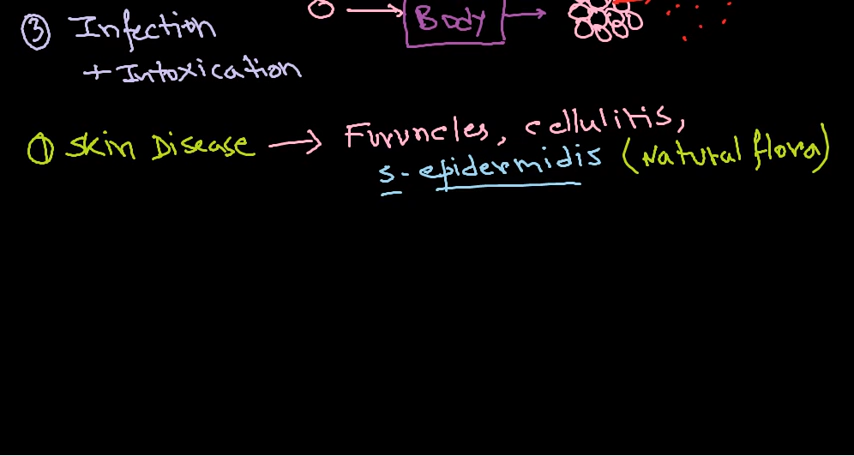 Body
③ Infection
+ Intoxication
① Skin Disease → Furuncles, cellulitis,
s. epidermidis (Natural flora)